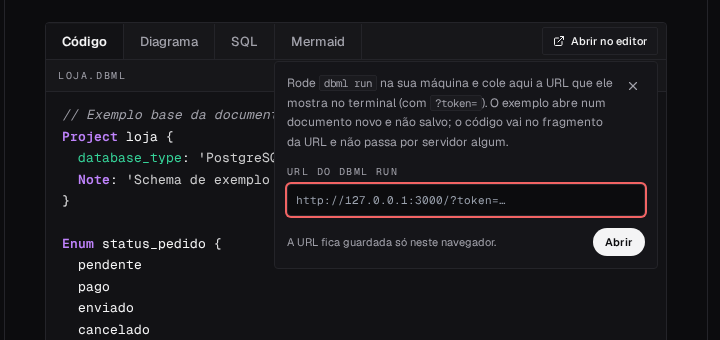 Código
Diagrama
SQL
Mermaid
Abrir no editor
LOJA.DBML
// Exemplo base da document
Project loja {
database_type: 'PostgreSQ
Note: 'Schema de exemplo
}
Enum status_pedido {
pendente
pago
enviado
cancelado
Rode dbml run na sua máquina e cole aqui a URL que ele
mostra no terminal (com ?token= ). O exemplo abre num
documento novo e não salvo; o código vai no fragmento
da URL e não passa por servidor algum.
URL DO DBML RUN
http://127.0.0.1:3000/?token=…
A URL fica guardada só neste navegador.
Abrir